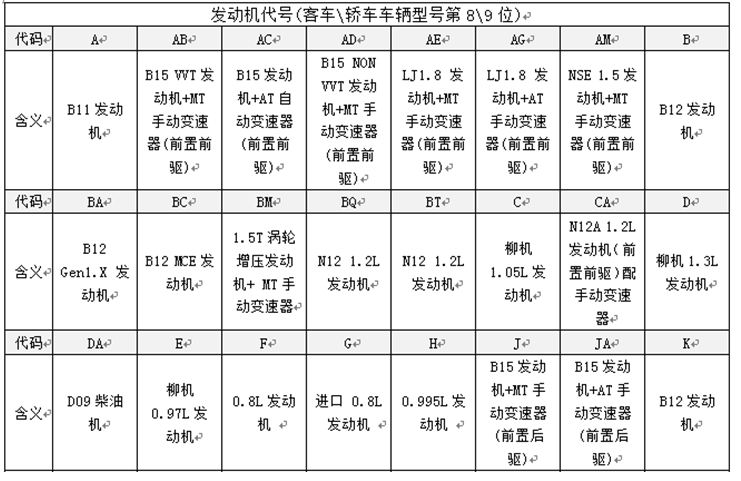 发动机代号(客车\轿车车辆型号第 8\9 位)
代码 A AB AC AD AE AG AM B
含义
B11 发动
机
B15 VVT 发
动机+MT
手动变速
器(前置前
驱)
B15 发动
机+AT 自
动变速器
(前置前
驱)
B15 NON
VVT 发动
机+MT 手
动变速器
(前置前
驱)
LJ1.8 发
动机+MT
手动变速
器(前置前
驱)
LJ1.8 发
动机+AT
手动变速
器(前置前
驱)
NSE 1.5 发
动机+MT
手动变速
器(前置前
驱)
B12 发动
机
代码 BA BC BM BQ BT C CA D
含义
B12
Gen1.X 发
动机
B12 MCE 发
动机
1.5T 涡轮
增压发动
机+ MT 手
动变速器
N12 1.2L
发动机
N12 1.2L
发动机
柳机
1.05L 发
动机
N12A 1.2L
发动机(前
置前驱)配
手动变速
器
柳机 1.3L
发动机
代码 DA E F G H J JA K
含义
D09 柴油
机
柳机
0.97L 发
动机
0.8L 发动
机
进口 0.8L
发动机
0.995L 发
动机
B15 发动
机+MT 手
动变速器
(前置后
驱)
B15 发动
机+AT 手
动变速器
(前置后
驱)
B12 发动
机